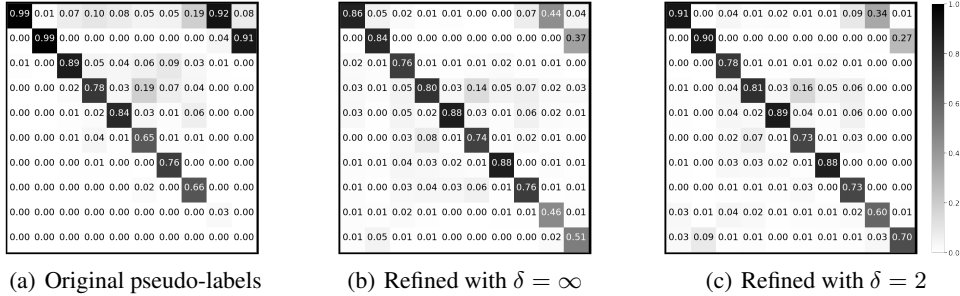 0.99 0.01 0.07 0.10 0.08 0.05 0.05 0.19 0.92 0.08
0.00 0.99 0.00 0.00 0.00 0.00 0.00 0.00 0.04 0.91
0.01 0.00 0.89 0.05 0.04 0.06 0.09 0.03 0.01 0.00
0.00 0.00 0.02 0.78 0.03 0.19 0.07 0.04 0.00 0.00
0.00 0.00 0.01 0.02 0.84 0.03 0.01 0.06 0.00 0.00
0.00 0.00 0.01 0.04 0.01 0.65 0.01 0.01 0.00 0.00
0.00 0.00 0.00 0.01 0.00 0.00 0.76 0.00 0.00 0.00
0.00 0.00 0.00 0.00 0.00 0.02 0.00 0.66 0.00 0.00
0.00 0.00 0.00 0.00 0.00 0.00 0.00 0.00 0.03 0.00
0.00 0.00 0.00 0.00 0.00 0.00 0.00 0.00 0.00 0.00
(a) Original pseudo-labels
0.86 0.05 0.02 0.01 0.01 0.00 0.01 0.07 0.44 0.04
0.00 0.84 0.00 0.00 0.00 0.00 0.00 0.00 0.02 0.37
0.01 0.02 0.76 0.01 0.01 0.01 0.01 0.00 0.02 0.00
0.03 0.01 0.05 0.80 0.03 0.14 0.05 0.07 0.02 0.03
0.03 0.00 0.05 0.02 0.88 0.03 0.01 0.06 0.02 0.01
0.00 0.00 0.03 0.08 0.01 0.74 0.01 0.02 0.01 0.00
0.01 0.01 0.04 0.03 0.02 0.01 0.88 0.01 0.01 0.01
0.02 0.01 0.03 0.04 0.03 0.06 0.01 0.76 0.01 0.01
0.02 0.01 0.02 0.01 0.00 0.00 0.01 0.01 0.46 0.01
0.01 0.05 0.01 0.00 0.00 0.00 0.00 0.00 0.02 0.51
(b) Refined with δ = ∞
0.91 0.02 0.01 0.01 0.01 0.01 0.01 0.09 0.34 0.01
0.00 0.90 0.00 0.00 0.00 0.00 0.00 0.00 0.02 0.27
0.01 0.00 0.78 0.01 0.01 0.01 0.01 0.00 0.00 0.00
0.01 0.01 0.04 0.81 0.03 0.16 0.05 0.06 0.01 0.01
0.01 0.00 0.04 0.02 0.89 0.04 0.01 0.06 0.00 0.00
0.00 0.00 0.02 0.07 0.01 0.73 0.01 0.01 0.00 0.00
0.01 0.00 0.03 0.03 0.02 0.01 0.88 0.01 0.00 0.00
0.00 0.00 0.01 0.02 0.01 0.03 0.00 0.73 0.00 0.00
0.03 0.01 0.04 0.02 0.01 0.01 0.01 0.02 0.60 0.01
0.03 0.09 0.01 0.01 0.01 0.00 0.01 0.01 0.03 0.70
(c) Refined with δ = 2
1.0
0.8
0.6
0.4
0.2
0.0